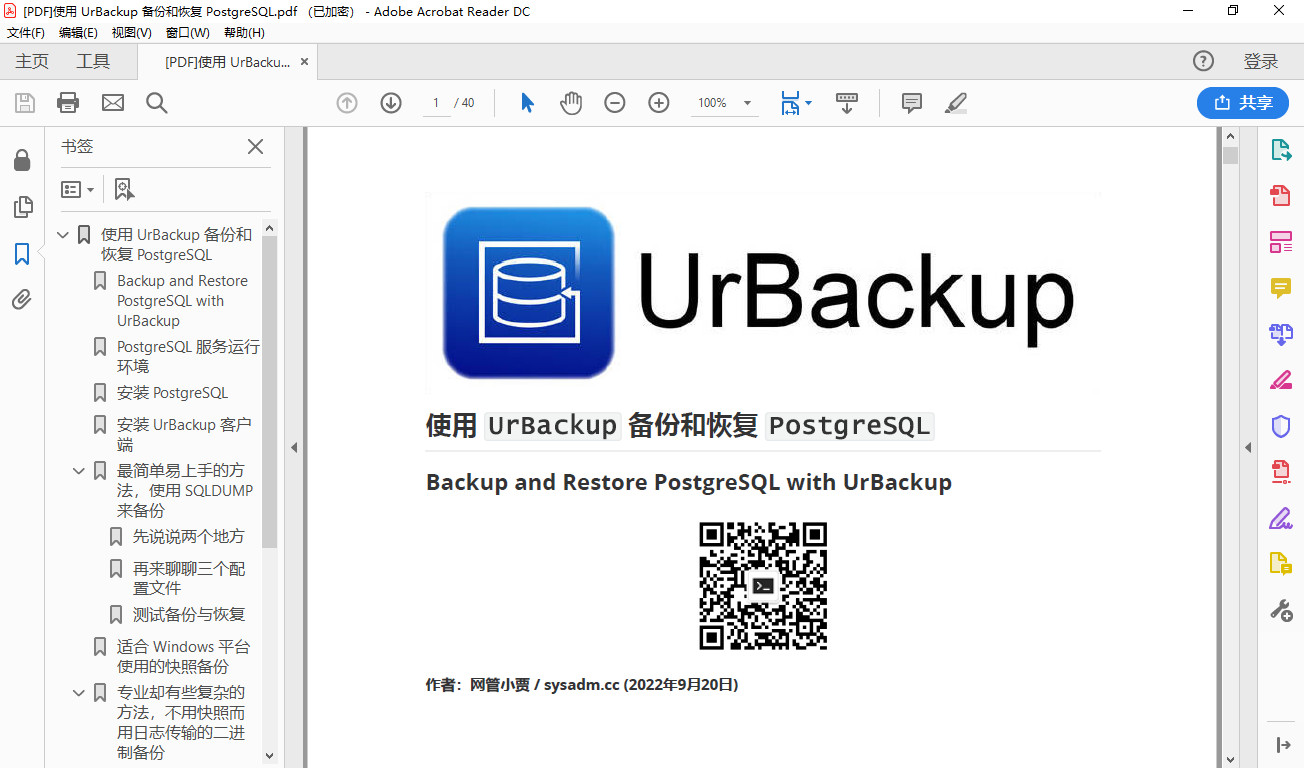 [PDF]使用 UrBackup 备份和恢复 PostgreSQL.pdf （已加密） - Adobe Acrobat Reader DC
文件(F) 编辑(E) 视图(V) 窗口(W) 帮助(H)
主页 工具 [PDF]使用 UrBacku... × 登录
1 / 40 100% 共享
书签
使用 UrBackup 备份和
恢复 PostgreSQL
Backup and Restore
PostgreSQL with
UrBackup
PostgreSQL 服务运行
环境
安装 PostgreSQL
安装 UrBackup 客户
端
最简单易上手的方
法，使用 SQLDUMP
来备份
先说说两个地方
再来聊聊三个配
置文件
测试备份与恢复
适合 Windows 平台
使用的快照备份
专业却有些复杂的
方法，不用快照而
用日志传输的二进
制备份
UrBackup
使用 UrBackup 备份和恢复 PostgreSQL
Backup and Restore PostgreSQL with UrBackup
作者：网管小贾 / sysadm.cc (2022年9月20日)